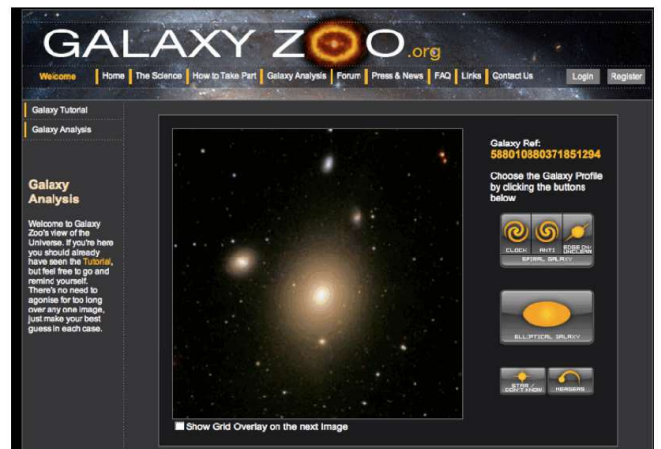 GALAXY ZOO.org
Welcome Home The Science How to Take Part Galaxy Analysis Forum Press & News FAQ Links Contact Us Login Register
Galaxy Tutorial
Galaxy Analysis
Galaxy
Analysis
Welcome to Galaxy
Zoo's view of the
Universe. If you're here
you should already
have seen the Tutorial,
but feel free to go and
remind yourself.
There's no need to
agonise for too long
over any one image,
just make your best
guess in each case.
Show Grid Overlay on the next Image
Galaxy Ref:
588010880371851294
Choose the Galaxy Profile
by clicking the buttons
below
CLOCK ANTI EDGE ON/
UNCLEAR
SPIRAL GALAXY
ELLIPTICAL GALAXY
STAR /
DON'T KNOW MERGERS